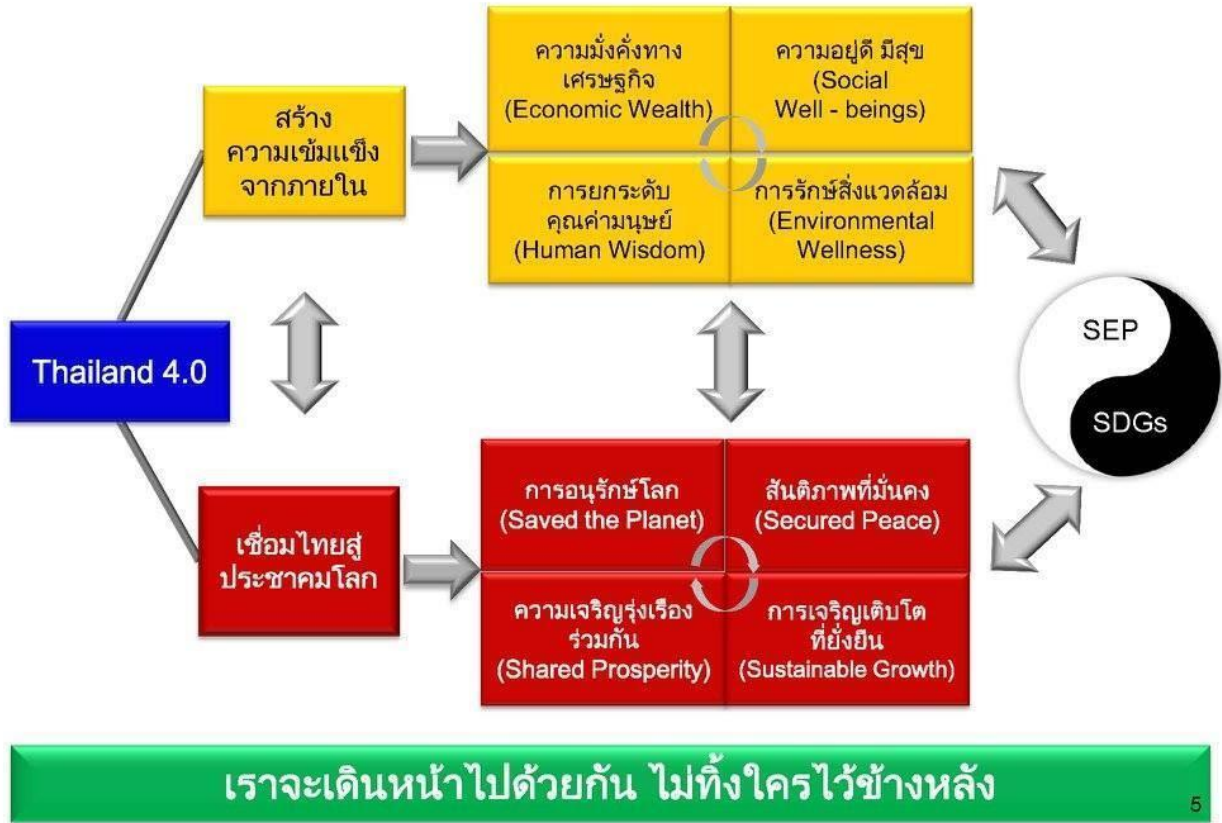 ความมั่งคั่งทาง
เศรษฐกิจ
(Economic Wealth)
ความอยู่ดี มีสุข
(Social
Well - beings)
สร้าง
ความเข้มแข็ง
จากภายใน
การยกระดับ
คุณค่ามนุษย์
(Human Wisdom)
การรักษ์สิ่งแวดล้อม
(Environmental
Wellness)
Thailand 4.0
SEP
SDGs
การอนุรักษ์โลก
(Saved the Planet)
สันติภาพที่มั่นคง
(Secured Peace)
เชื่อมไทยสู่
ประชาคมโลก
ความเจริญรุ่งเรือง
ร่วมกัน
(Shared Prosperity)
การเจริญเติบโต
ที่ยั่งยืน
(Sustainable Growth)
เราจะเดินหน้าไปด้วยกัน ไม่ทิ้งใครไว้ข้างหลัง
5